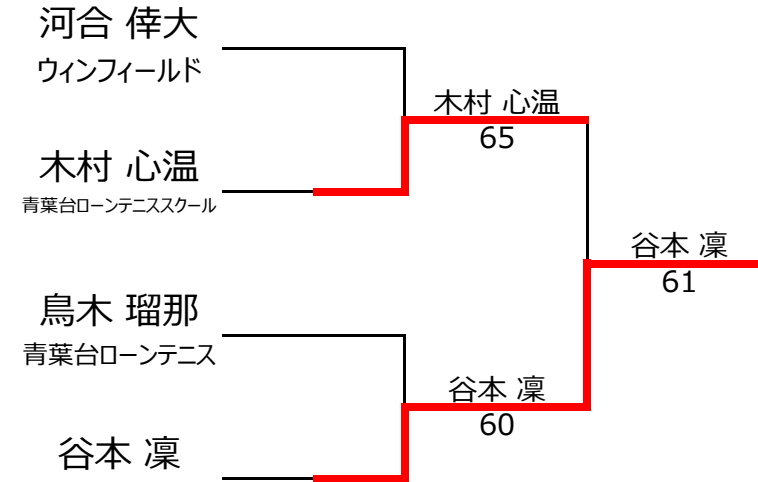 河合 倖大
ウィンフィールド
木村 心温
青葉台ローンテニススクール
鳥木 瑠那
青葉台ローンテニス
谷本 凜
木村 心温
65
谷本 凜
60
谷本 凜
61